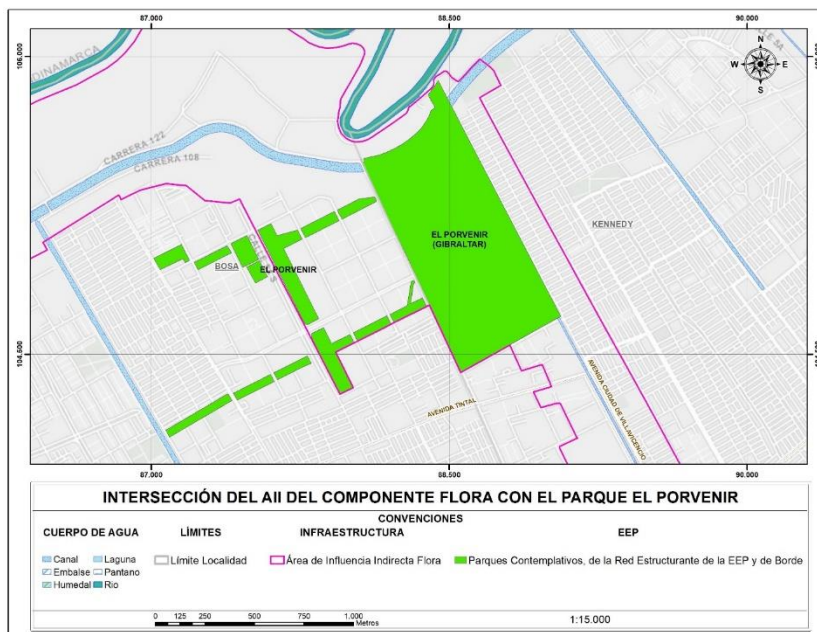 87.000 88.500 90.000
106.000
N
W E
S
DINAMARCA
CARRERA 122
CARRERA 108
EL PORVENIR
(GIBRALTAR)
KENNEDY
BOSA
EL PORVENIR
104.500
AVENIDA TINTAL
AVENIDA CIUDAD DE VILLAVICENCIO
87.000 88.500 90.000
INTERSECCIÓN DEL AII DEL COMPONENTE FLORA CON EL PARQUE EL PORVENIR
CONVENCIONES
CUERPO DE AGUA LÍMITES INFRAESTRUCTURA EEP
Canal Laguna Límite Localidad Área de Influencia Indirecta Flora Parques Contemplativos, de la Red Estructurante de la EEP y de Borde
Embalse Pantano
Humedal Rio
0 125 250 500 750 1.000
Metros
1:15.000